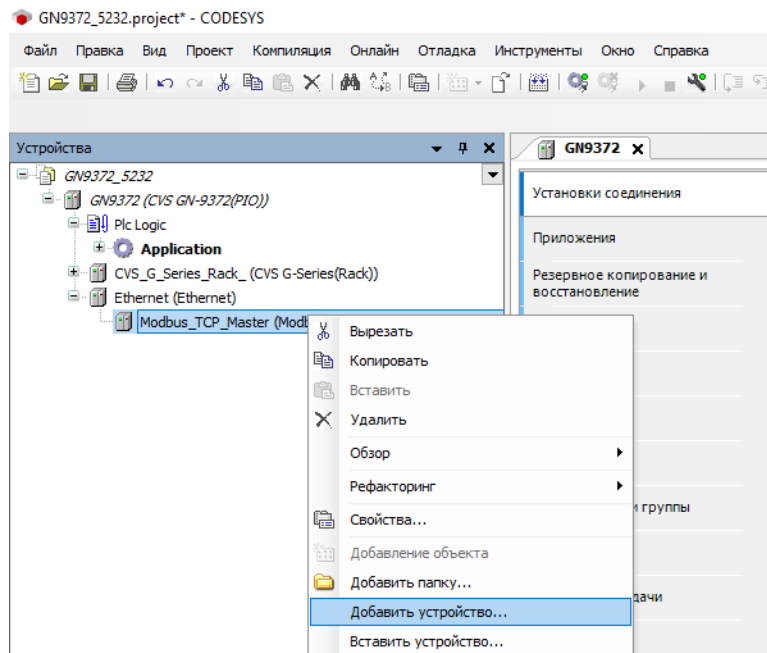 GN9372_5232.project* - CODESYS
Файл Правка Вид Проект Компиляция Онлайн Отладка Инструменты Окно Справка
Устройства
GN9372
GN9372_5232
GN9372 (CVS GN-9372(PIO))
Plc Logic
Application
CVS_G_Series_Rack_ (CVS G-Series(Rack))
Ethernet (Ethernet)
Modbus_TCP_Master
Установки соединения
Приложения
Резервное копирование и
восстановление
группы
Вырезать
Копировать
Вставить
Удалить
Обзор
Рефакторинг
Свойства...
Добавление объекта
Добавить папку...
Добавить устройство...
Вставить устройство...